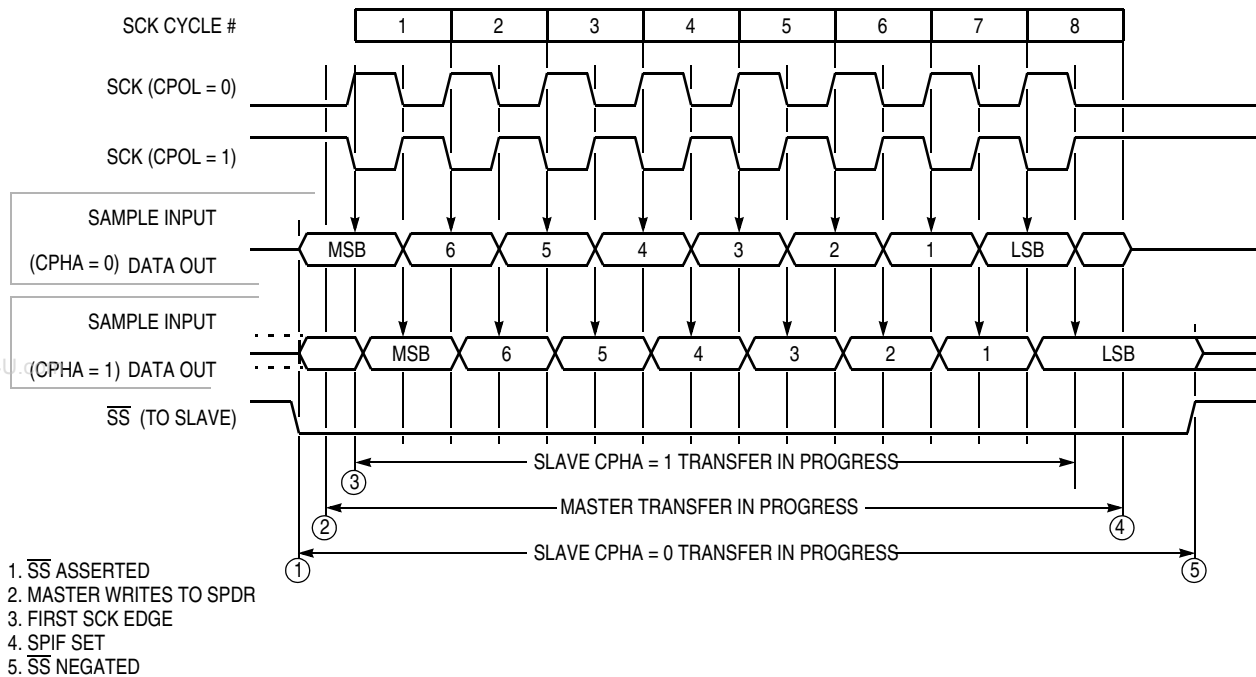 SCK CYCLE # 1 2 3 4 5 6 7 8
SCK (CPOL = 0)
SCK (CPOL = 1)
SAMPLE INPUT
MSB 6 5 4 3 2 1 LSB
(CPHA = 0) DATA OUT
SAMPLE INPUT
MSB 6 5 4 3 2 1 LSB
(CPHA = 1) DATA OUT
SS (TO SLAVE)
SLAVE CPHA = 1 TRANSFER IN PROGRESS
3
MASTER TRANSFER IN PROGRESS
2 4
SLAVE CPHA = 0 TRANSFER IN PROGRESS
1 5
1. SS ASSERTED
2. MASTER WRITES TO SPDR
3. FIRST SCK EDGE
4. SPIF SET
5. SS NEGATED